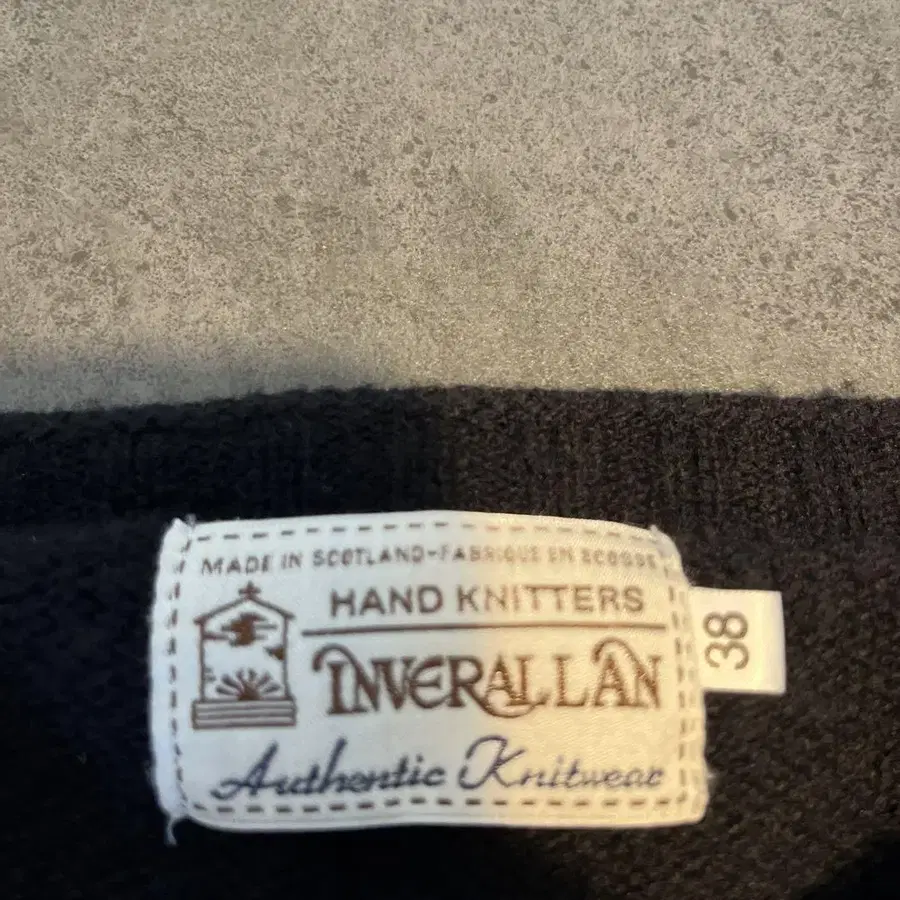 MADE IN SCOTLAND-FABRIQUE EN ECOSSE
HAND KNITTERS
INVERALLAN
Authentic Knitwear
38